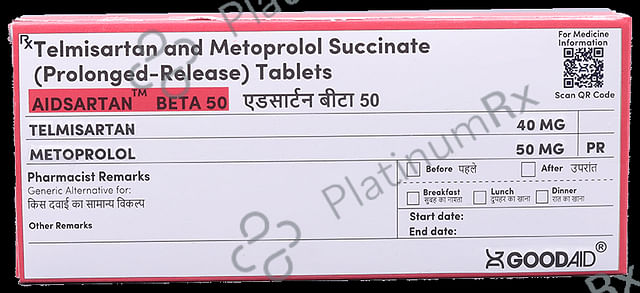 Rx Telmisartan and Metoprolol Succinate
(Prolonged-Release) Tablets
AIDSARTAN™ BETA 50 एडसार्टन बीटा 50
For Medicine
Information
Scan QR Code
TELMISARTAN 40 MG
METOPROLOL 50 MG PR
Pharmacist Remarks
Generic Alternative for:
किस दवाई का सामान्य विकल्प
Other Remarks
Before पहले After उपरांत
Breakfast Lunch Dinner
सुबह का नाश्ता दुपहर का खाना रात का खाना
Start date:
End date:
GOODAID®
PlatinumRx
PlatinumRx